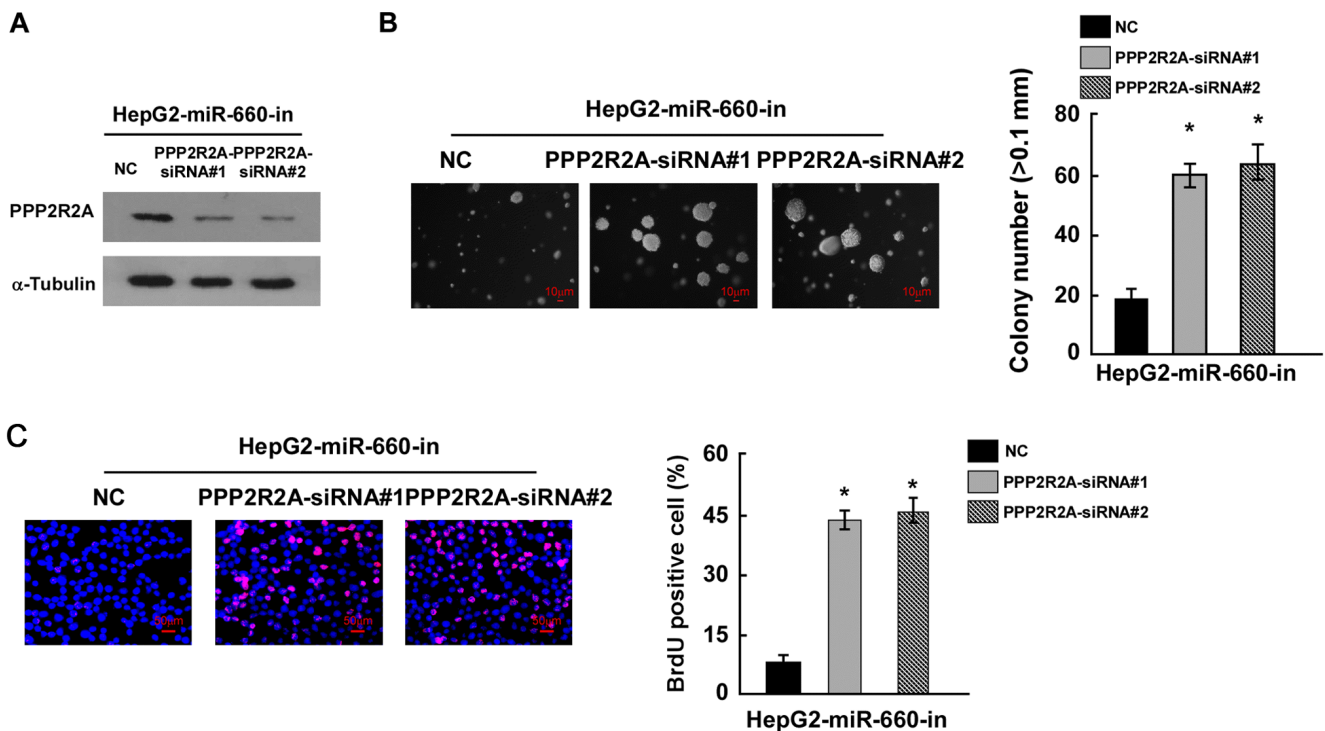 A
HepG2-miR-660-in
NC
PPP2R2A-
siRNA#1
PPP2R2A-
siRNA#2
PPP2R2A
α-Tubulin
B
HepG2-miR-660-in
NC
PPP2R2A-siRNA#1
PPP2R2A-siRNA#2
10μm
10μm
10μm
NC
PPP2R2A-siRNA#1
PPP2R2A-siRNA#2
Colony number (>0.1 mm)
80
60
40
20
0
*
*
HepG2-miR-660-in
C
HepG2-miR-660-in
NC
PPP2R2A-siRNA#1
PPP2R2A-siRNA#2
50μm
50μm
50μm
BrdU positive cell (%)
60
45
30
15
0
*
*
HepG2-miR-660-in
NC
PPP2R2A-siRNA#1
PPP2R2A-siRNA#2